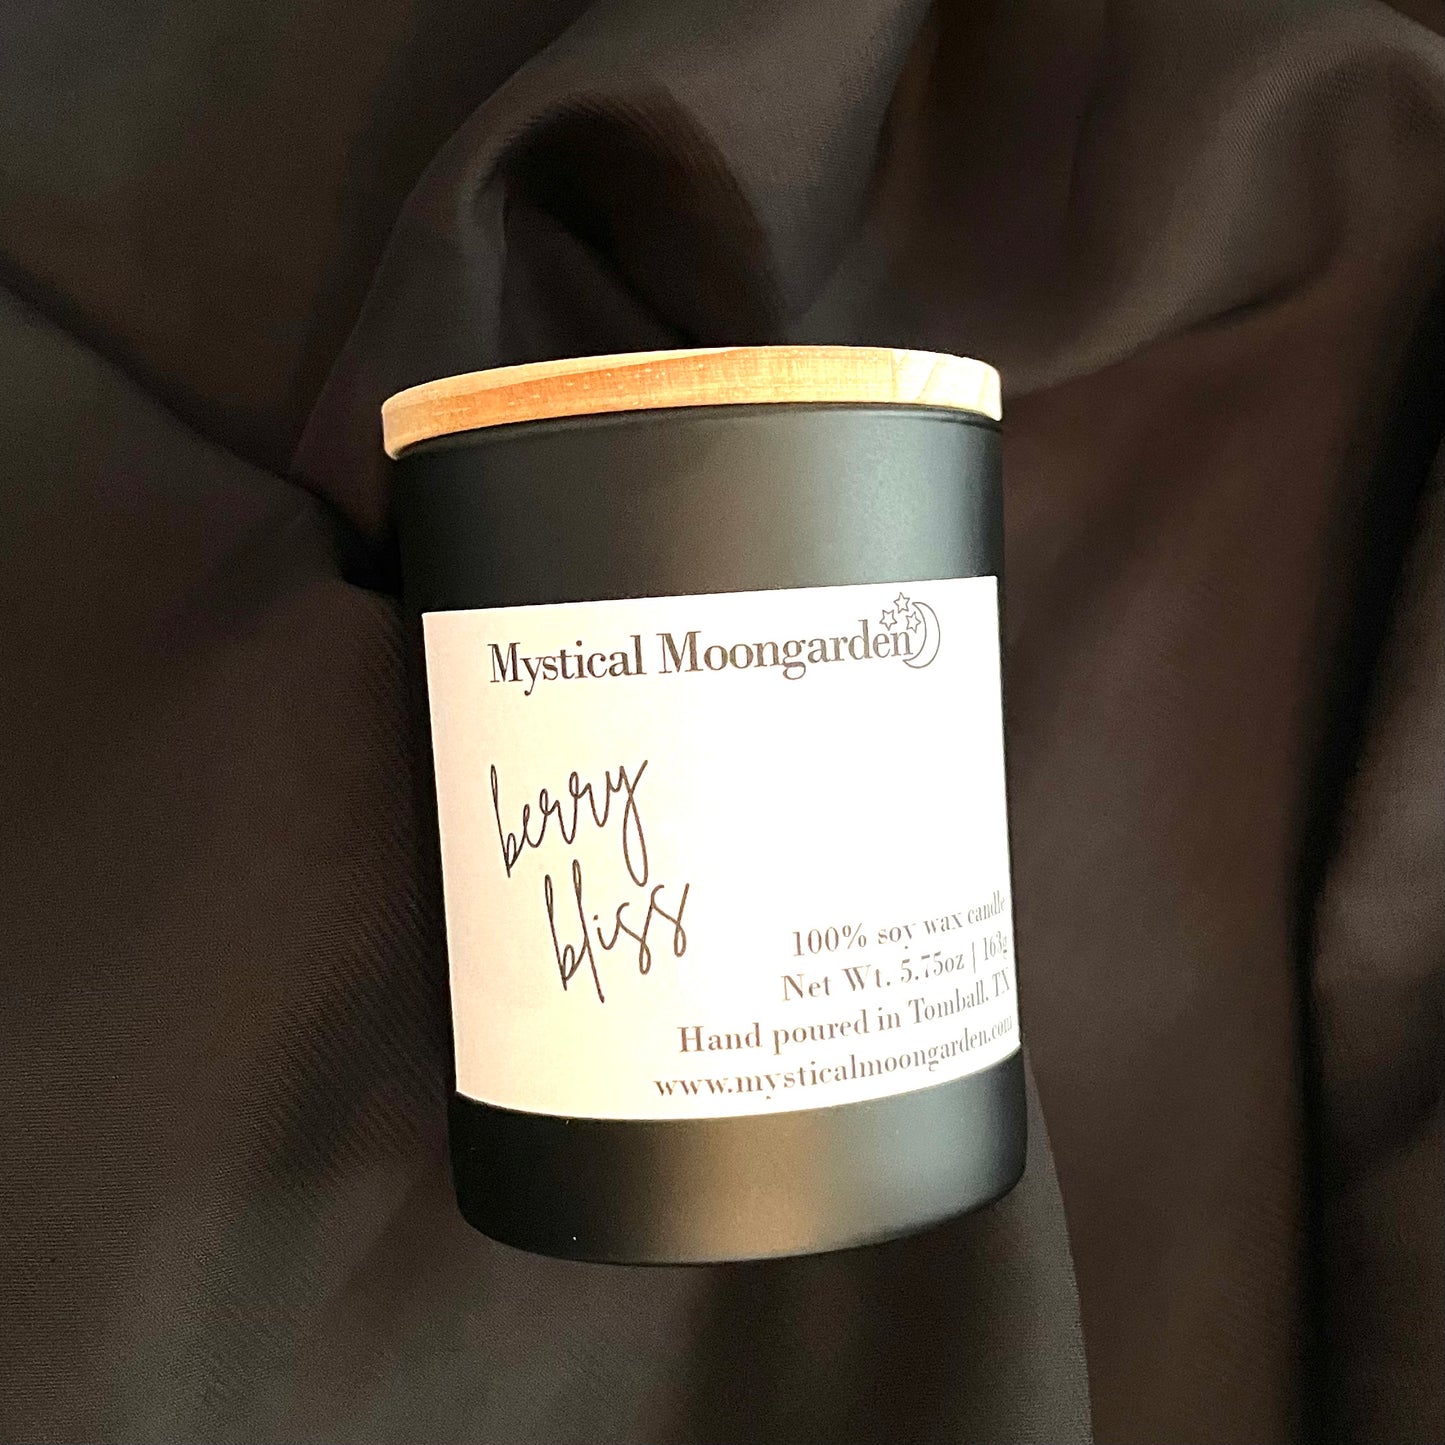 Mystical Moongarden
berry
bliss
100% soy wax candle
Net Wt. 5.75oz | 163g
Hand poured in Tomball, TX
www.mysticalmoongarden.com